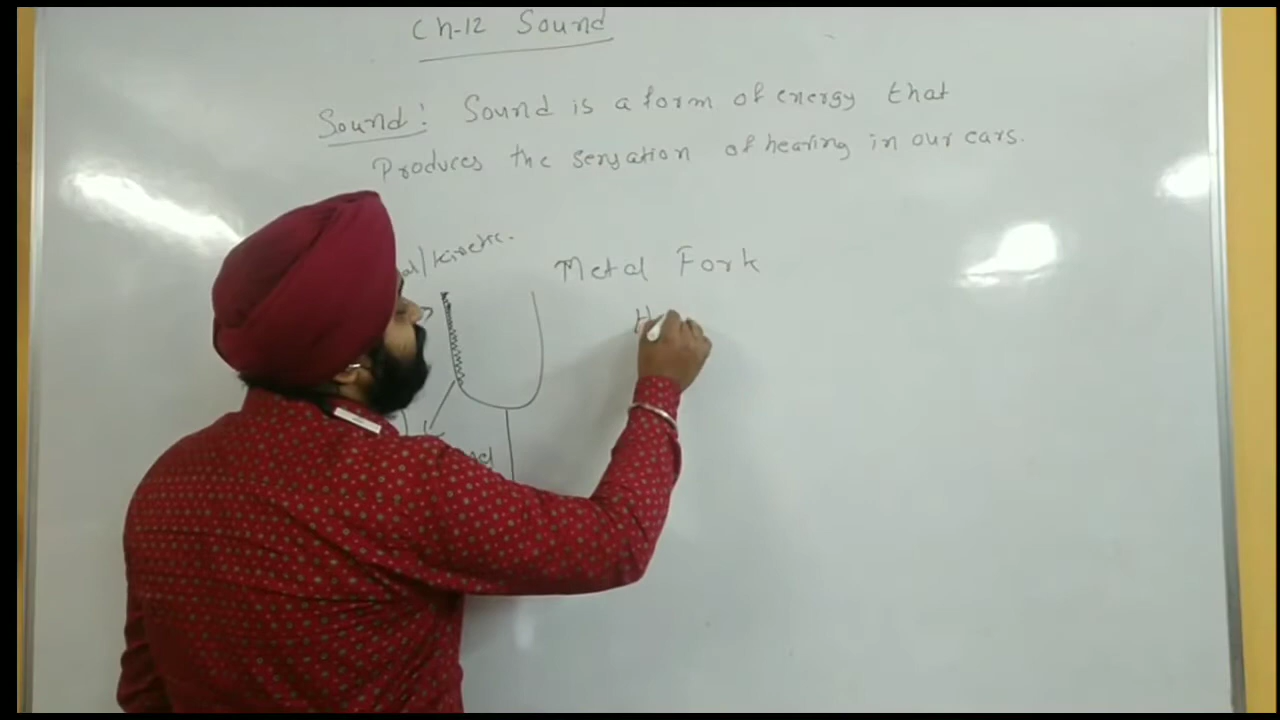 Ch-12 Sound
Sound: Sound is a form of energy that
Produces the sensation of hearing in our ears.
/Kinetic.
Metal Fork
H